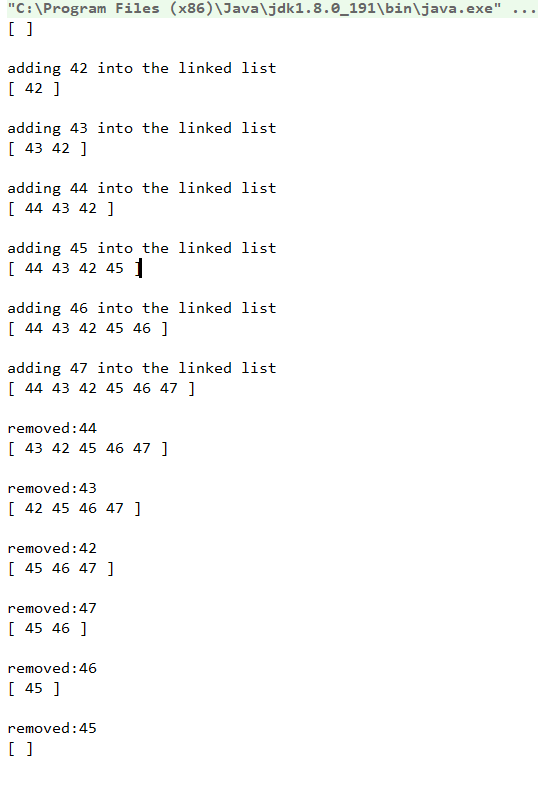 "C:\Program Files (x86)\Java\jdk1.8.0_191\bin\java.exe" ...
[ ]
adding 42 into the linked list
[ 42 ]
adding 43 into the linked list
[ 43 42 ]
adding 44 into the linked list
[ 44 43 42 ]
adding 45 into the linked list
[ 44 43 42 45 ]
adding 46 into the linked list
[ 44 43 42 45 46 ]
adding 47 into the linked list
[ 44 43 42 45 46 47 ]
removed:44
[ 43 42 45 46 47 ]
removed:43
[ 42 45 46 47 ]
removed:42
[ 45 46 47 ]
removed:47
[ 45 46 ]
removed:46
[ 45 ]
removed:45
[ ]